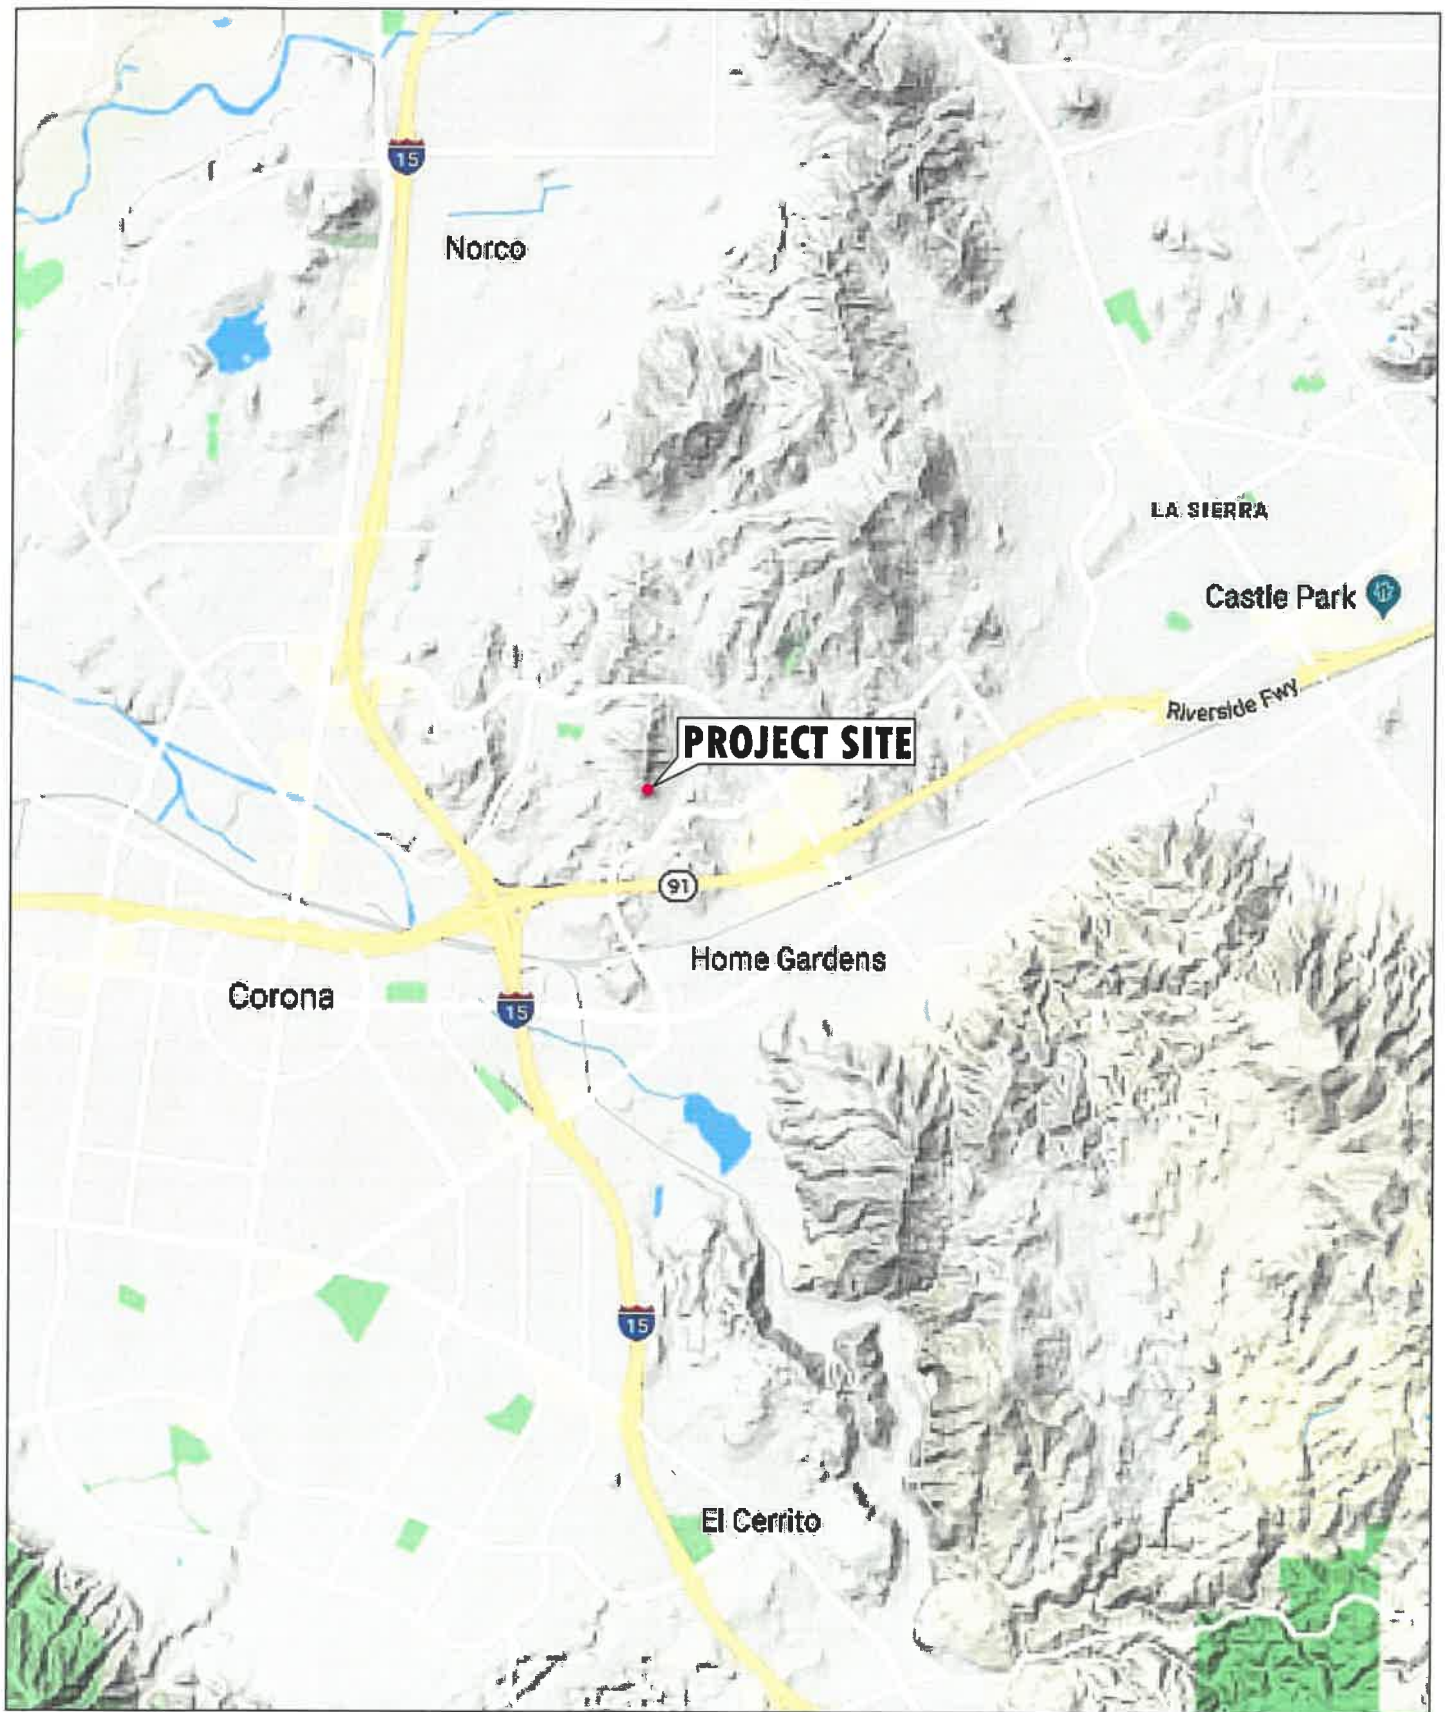 15
Norco
LA SIERRA
Castle Park
Riverside Fwy
PROJECT SITE
91
Home Gardens
Corona
15
15
El Cerrito